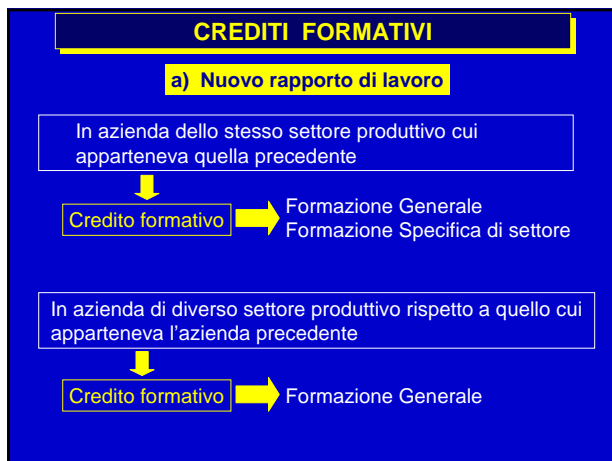 CREDITI FORMATIVI
a) Nuovo rapporto di lavoro
In azienda dello stesso settore produttivo cui
apparteneva quella precedente
Credito formativo
Formazione Generale
Formazione Specifica di settore
In azienda di diverso settore produttivo rispetto a quello cui
apparteneva l'azienda precedente
Credito formativo
Formazione Generale